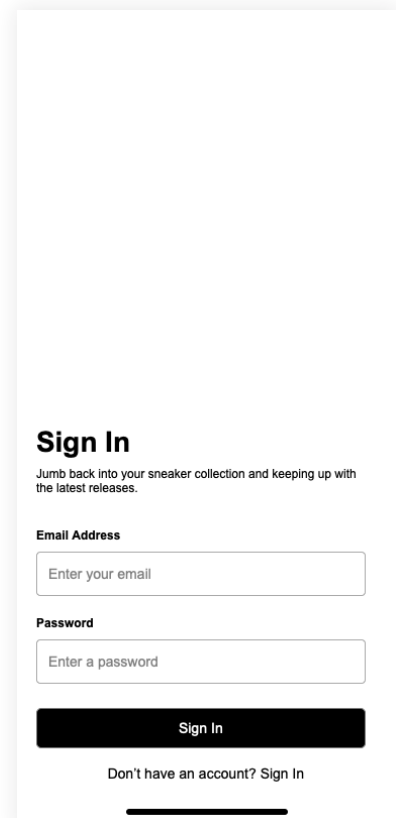 Sign In
Jumb back into your sneaker collection and keeping up with
the latest releases.
Email Address
Enter your email
Password
Enter a password
Sign In
Don’t have an account? Sign In